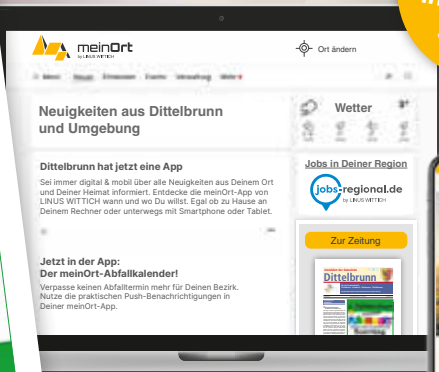 meinOrt
by LINUS WITTICH
Ort ändern
Neuigkeiten aus Dittelbrunn
und Umgebung
Wetter
Dittelbrunn hat jetzt eine App
Sei immer digital & mobil über alle Neuigkeiten aus Deinem Ort
und Deiner Heimat informiert. Entdecke die meinOrt-App von
LINUS WITTICH wann und wo Du willst. Egal ob zu Hause an
Deinem Rechner oder unterwegs mit Smartphone oder Tablet.
Jobs in Deiner Region
jobs-regional.de
by LINUS WITTICH
Zur Zeitung
Dittelbrunn
Jetzt in der App:
Der meinOrt-Abfallkalender!
Verpasse keinen Abfalltermin mehr für Deinen Bezirk.
Nutze die praktischen Push-Benachrichtigungen in
Deiner meinOrt-App.